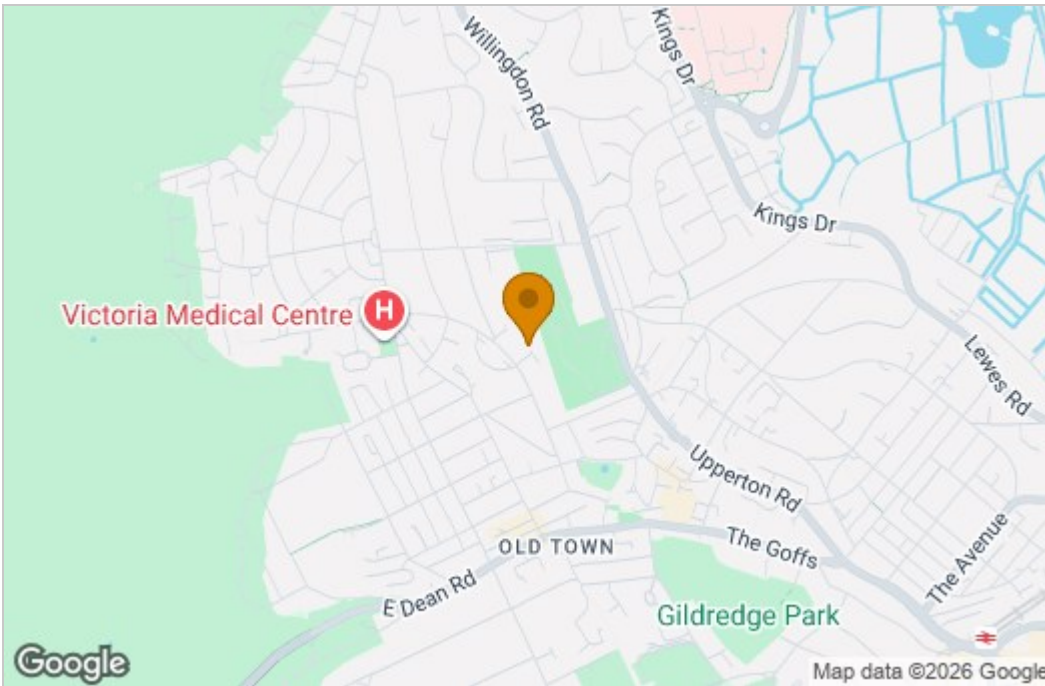 Willingdon Rd
Kings Dr
Kings Dr
Victoria Medical Centre
H
Lewes Rd
Upperton Rd
The Goffs
The Avenue
OLD TOWN
E Dean Rd
Gildredge Park
Google
Map data ©2026 Google